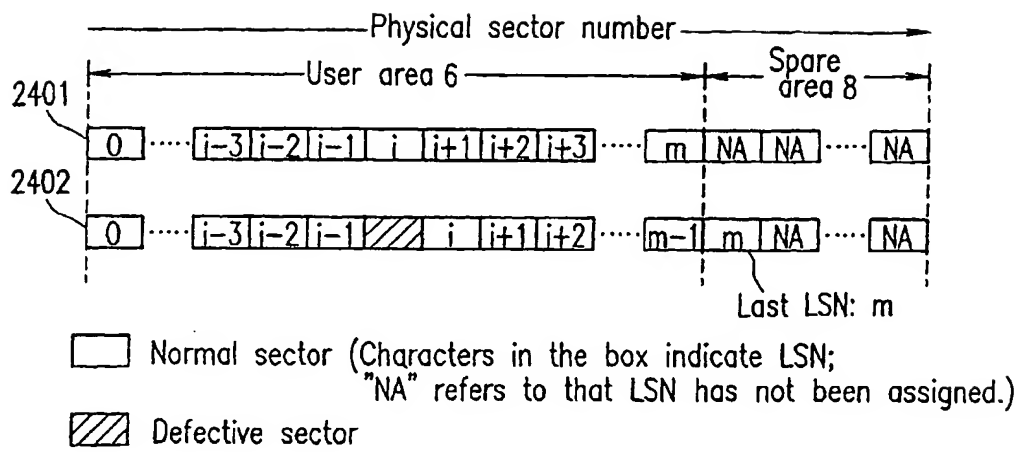 Physical sector number
User area 6
Spare area 8
2401
0 ..... i-3 i-2 i-1 i i+1 i+2 i+3 ..... m NA NA ..... NA
2402
0 ..... i-3 i-2 i-1 i i+1 i+2 ..... m-1 m NA ..... NA
Last LSN: m
Normal sector (Characters in the box indicate LSN;
"NA" refers to that LSN has not been assigned.)
Defective sector